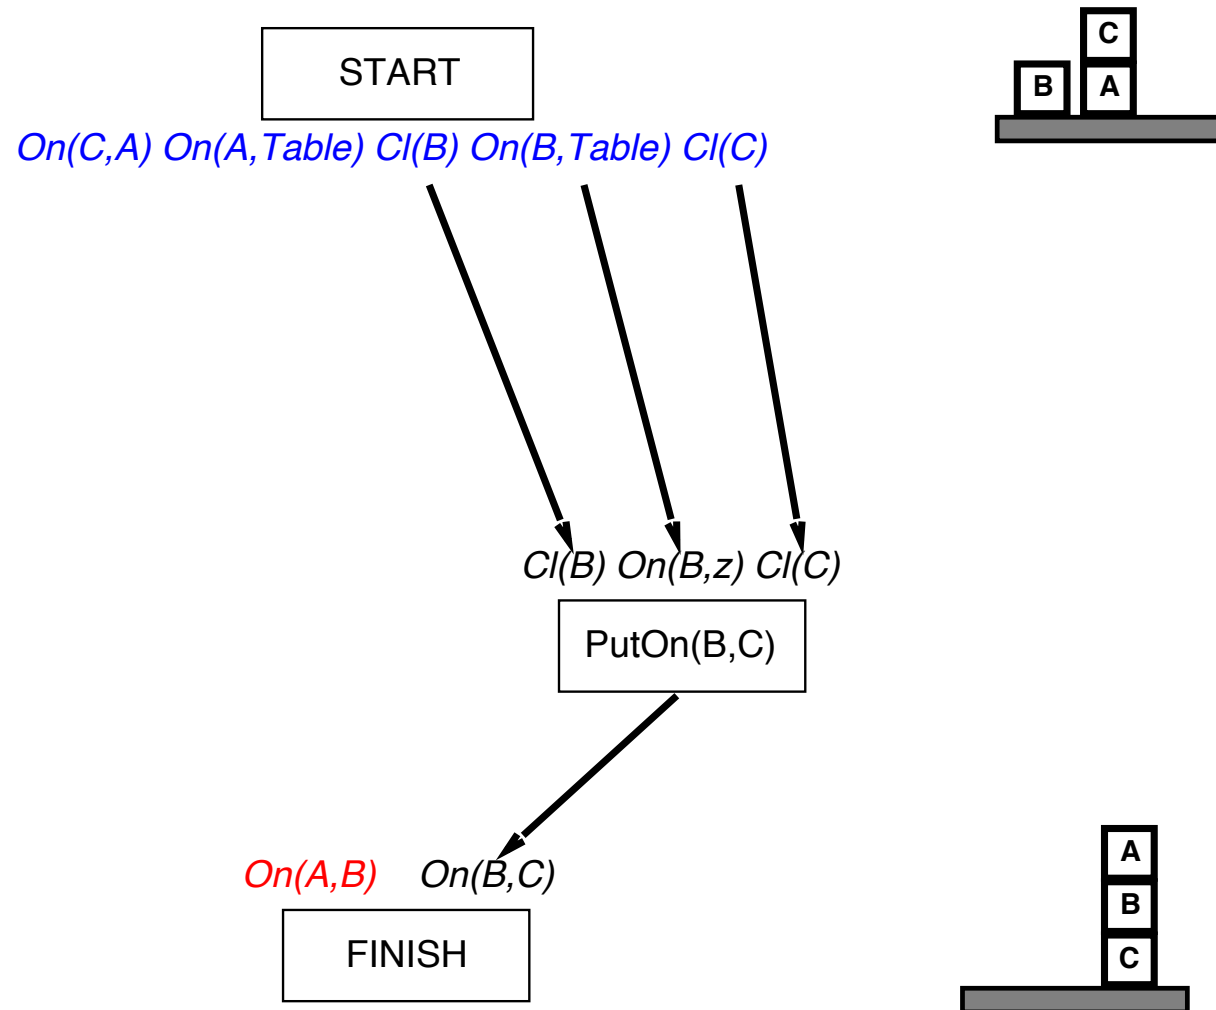 START
On(C,A) On(A,Table) Cl(B) On(B,Table) Cl(C)
C
B A
Cl(B) On(B,z) Cl(C)
PutOn(B,C)
On(A,B) On(B,C)
FINISH
A
B
C